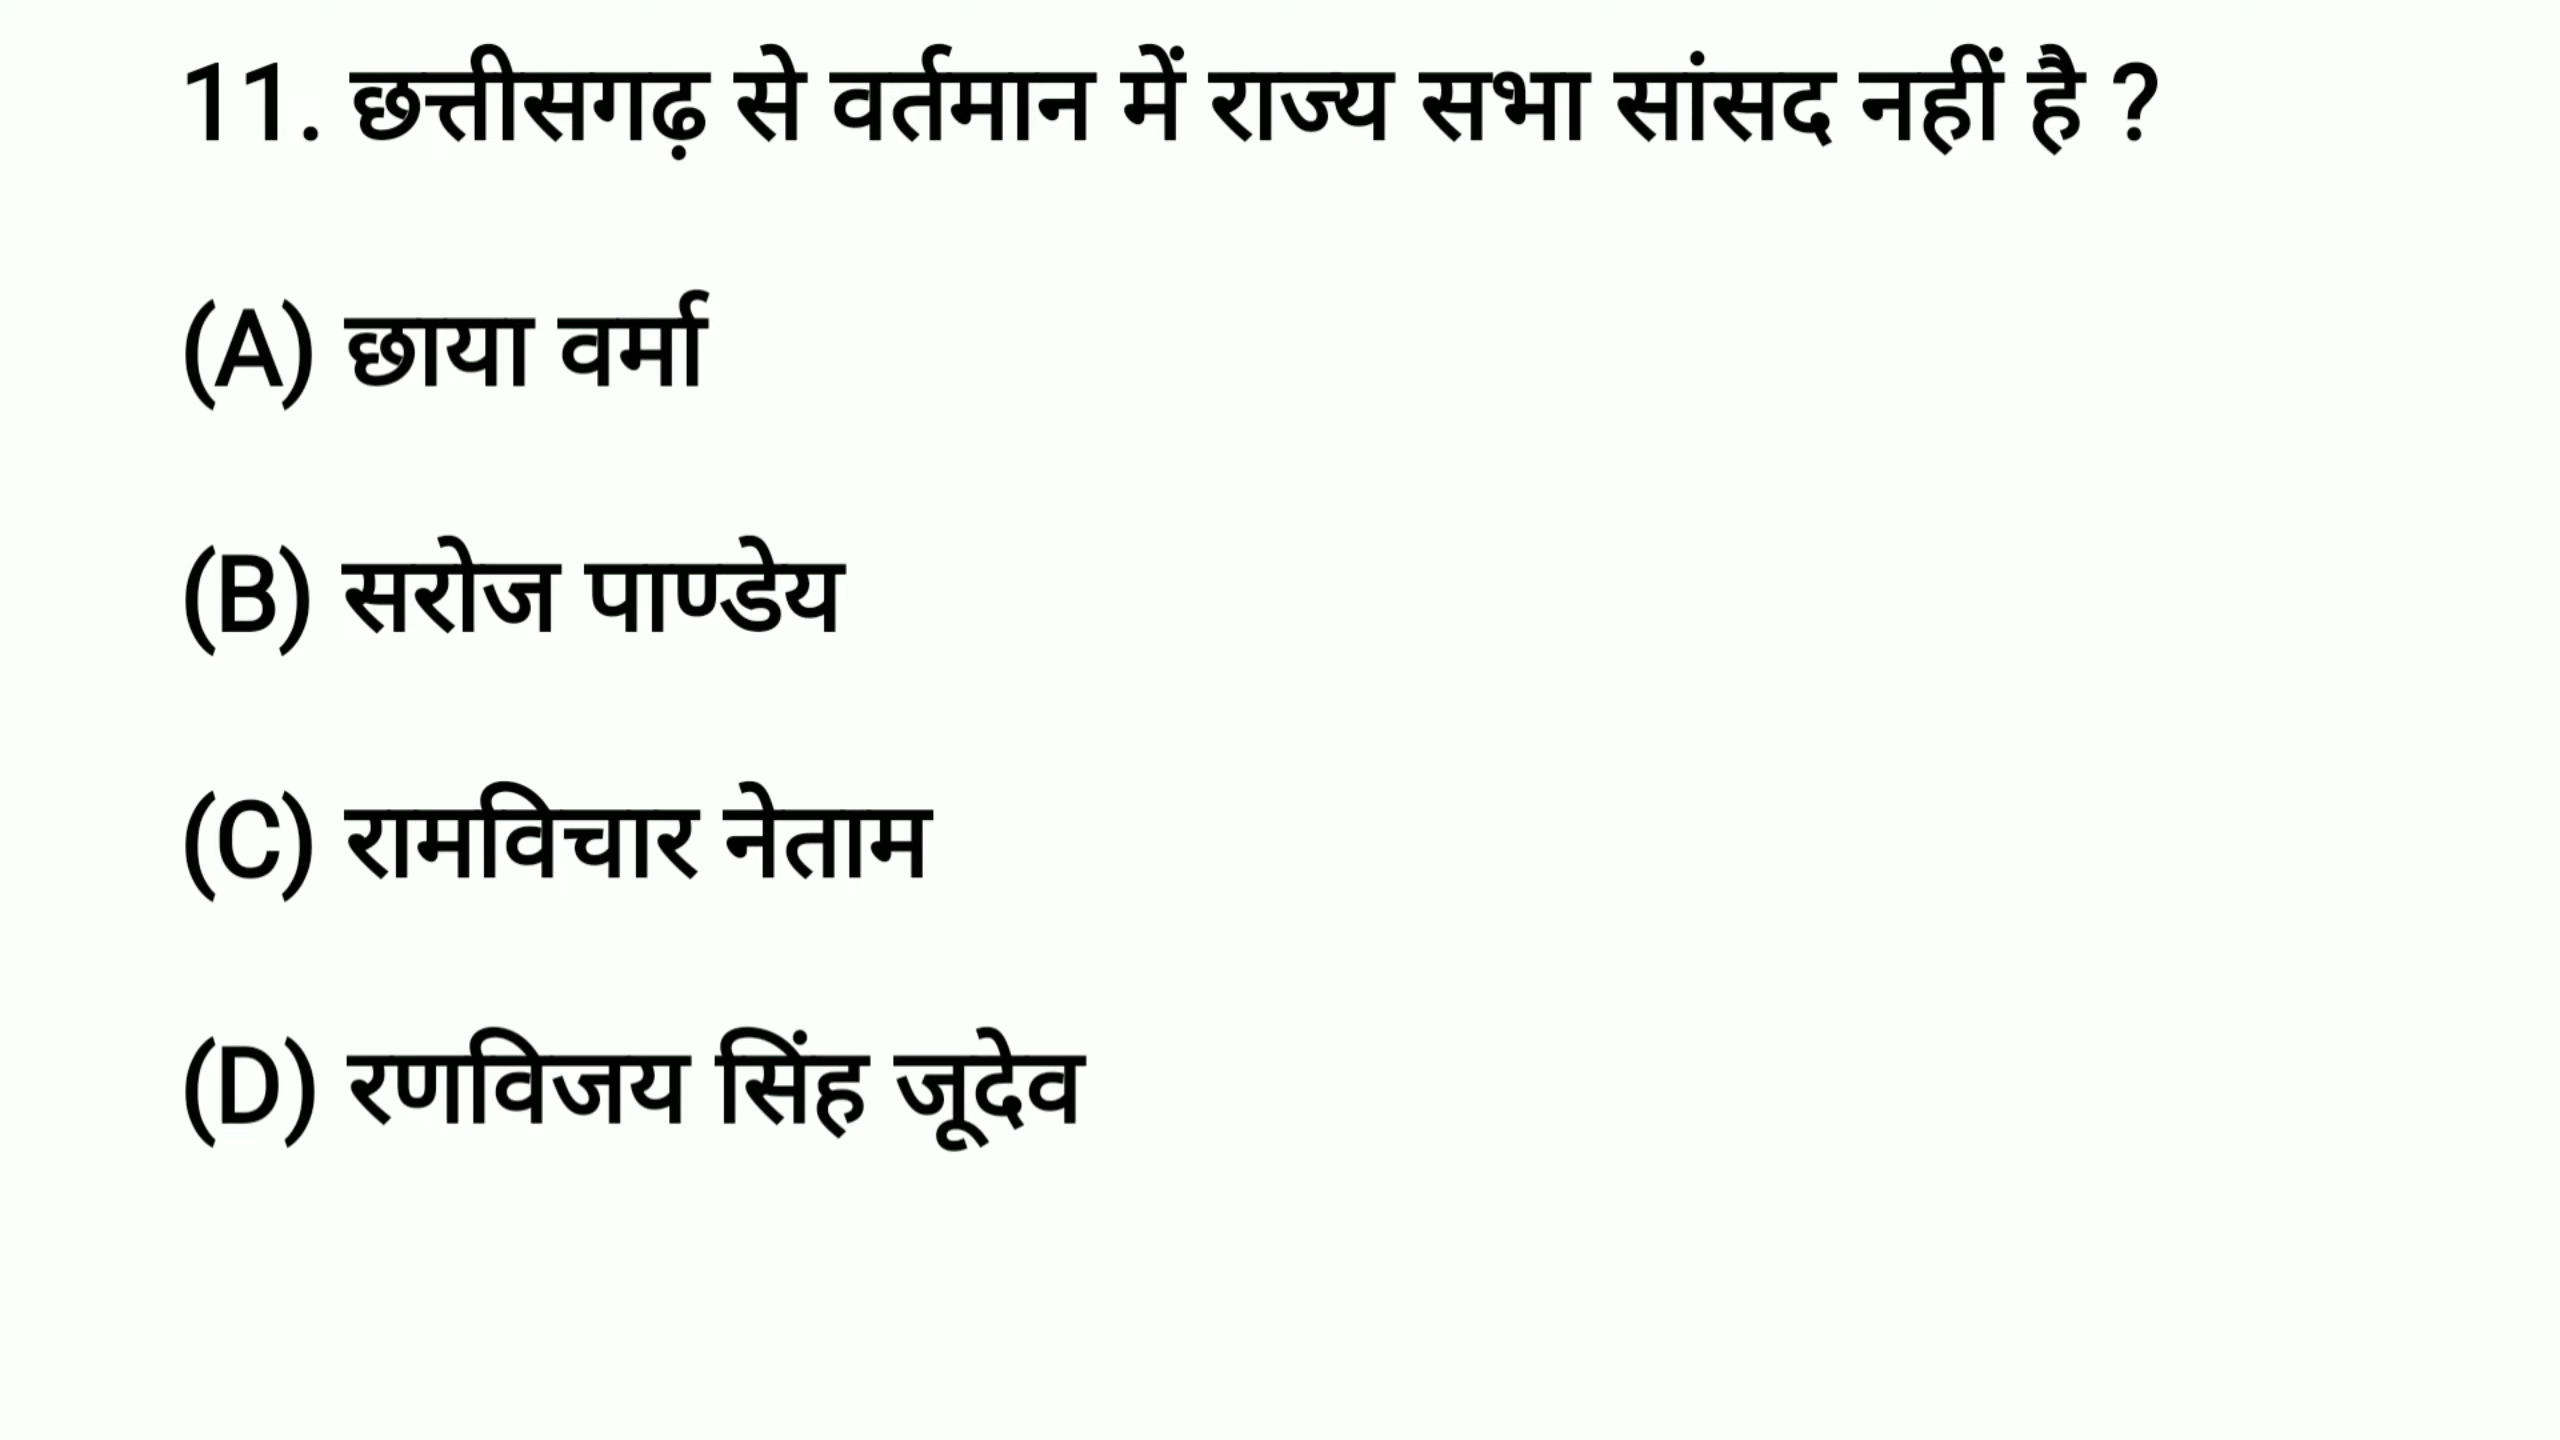 11. छत्तीसगढ़ से वर्तमान में राज्य सभा सांसद नहीं है ?
(A) छाया वर्मा
(B) सरोज पाण्डेय
(C) रामविचार नेताम
(D) रणविजय सिंह जूदेव